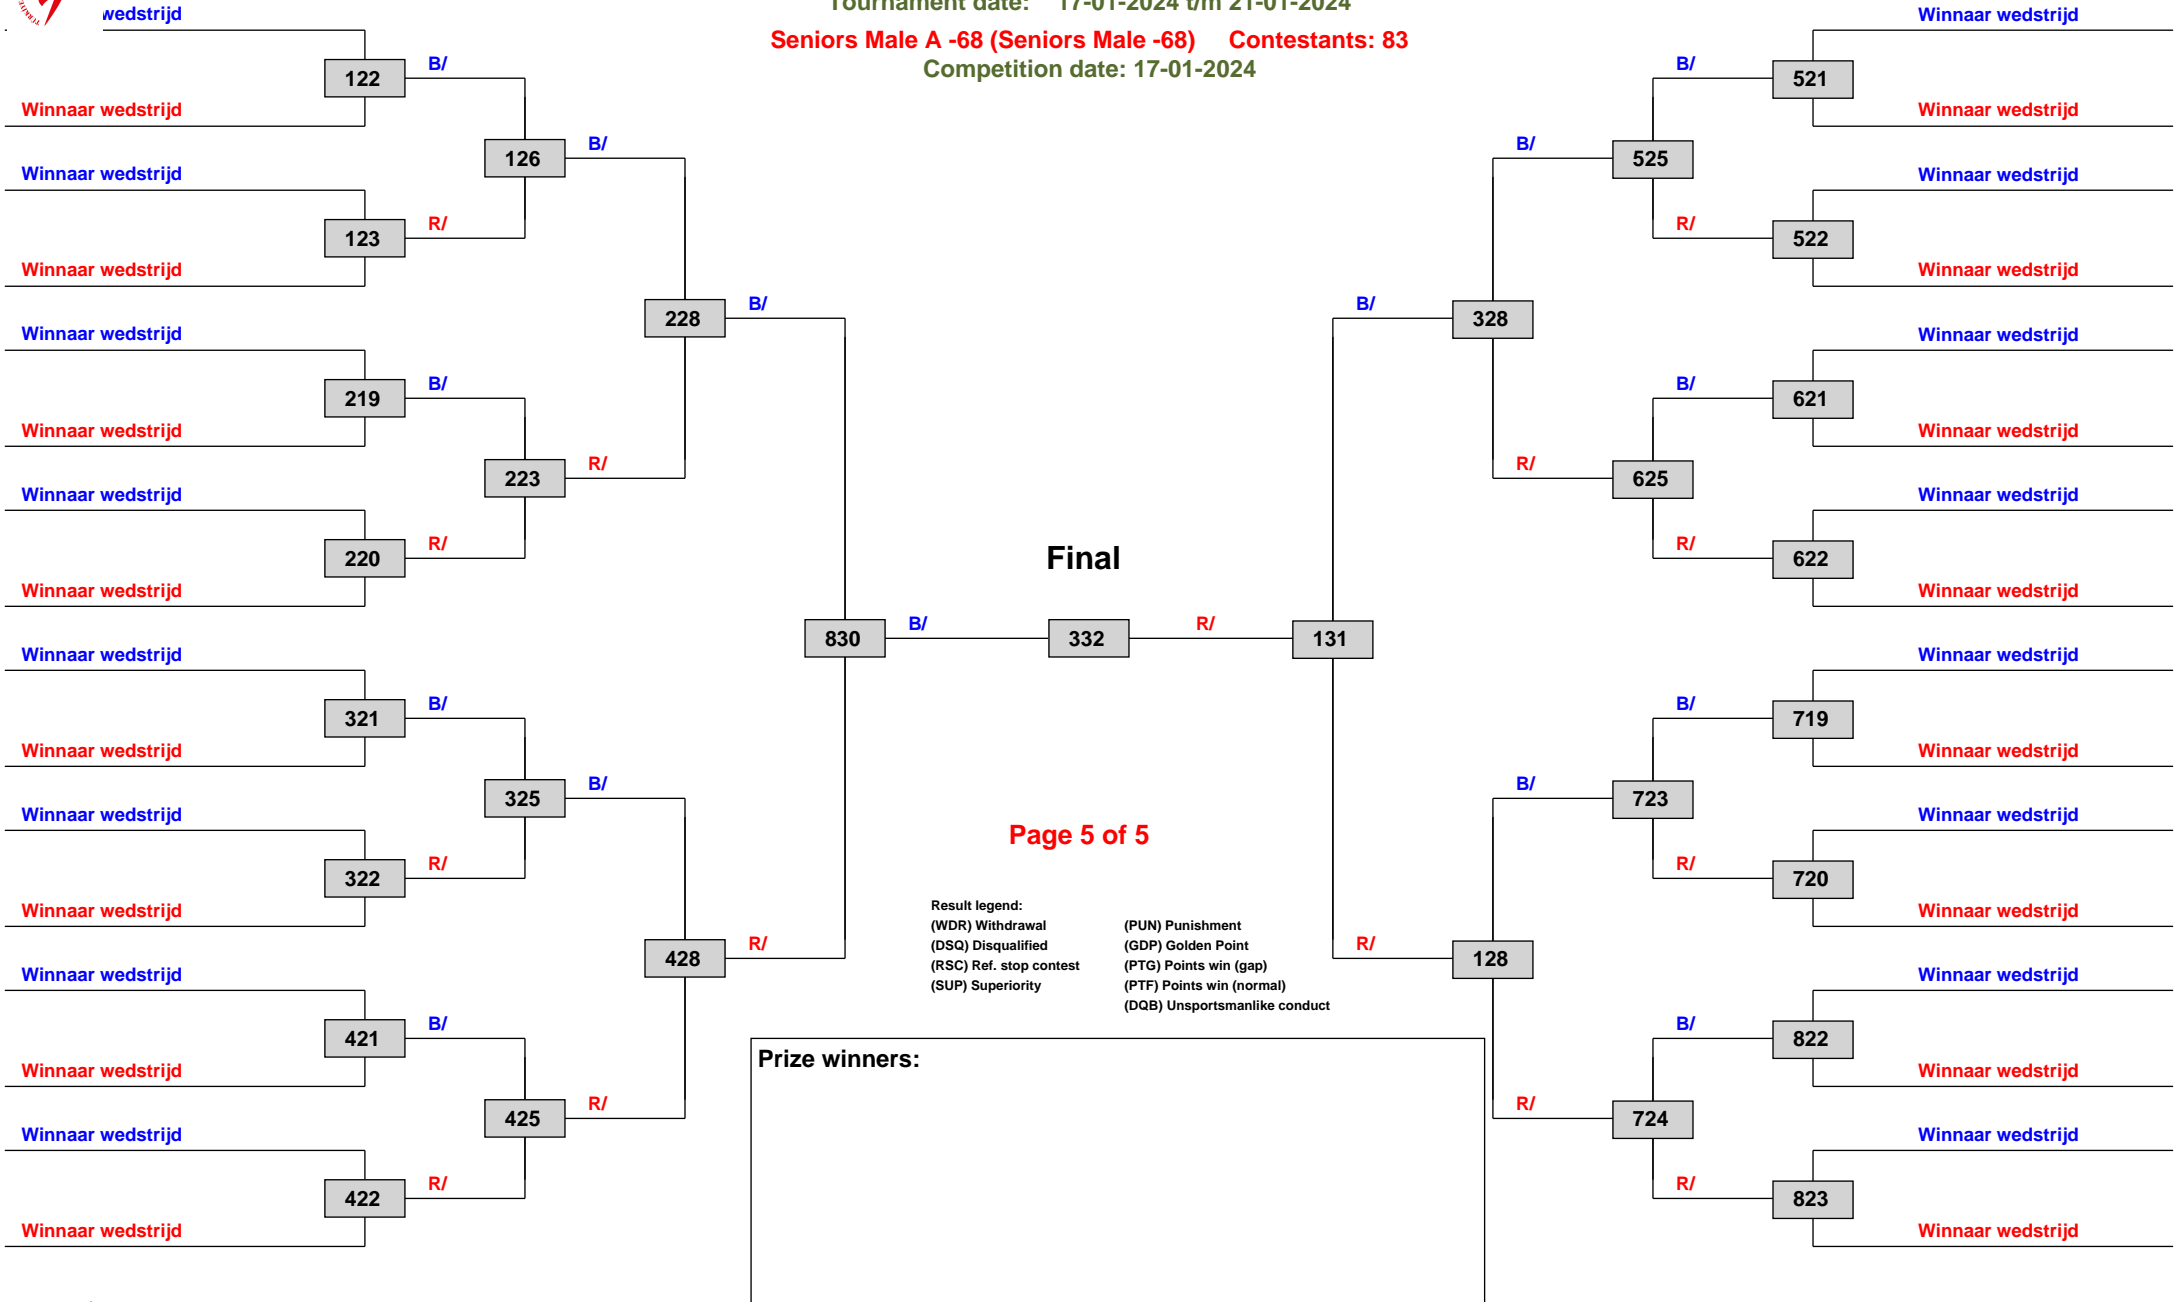 Tournament date: 17-01-2024 t/m 21-01-2024
Seniors Male A -68 (Seniors Male -68) Contestants: 83
Competition date: 17-01-2024
wedstrijd
122
B/
Winnaar wedstrijd
126
B/
Winnaar wedstrijd
123
R/
Winnaar wedstrijd
228
B/
Winnaar wedstrijd
219
B/
Winnaar wedstrijd
223
R/
Winnaar wedstrijd
220
R/
Winnaar wedstrijd
830
B/
Winnaar wedstrijd
321
B/
Winnaar wedstrijd
325
B/
Winnaar wedstrijd
322
R/
Winnaar wedstrijd
428
R/
Winnaar wedstrijd
421
B/
Winnaar wedstrijd
425
R/
Winnaar wedstrijd
422
R/
Winnaar wedstrijd
Final
332
R/
131
Winnaar wedstrijd
B/
521
Winnaar wedstrijd
B/
525
Winnaar wedstrijd
R/
522
Winnaar wedstrijd
B/
328
Winnaar wedstrijd
B/
621
Winnaar wedstrijd
R/
625
Winnaar wedstrijd
R/
622
Winnaar wedstrijd
Winnaar wedstrijd
B/
719
Winnaar wedstrijd
B/
723
Winnaar wedstrijd
R/
720
Winnaar wedstrijd
R/
128
Winnaar wedstrijd
B/
822
Winnaar wedstrijd
R/
724
Winnaar wedstrijd
R/
823
Winnaar wedstrijd
Page 5 of 5
Result legend:
(WDR) Withdrawal (PUN) Punishment
(DSQ) Disqualified (GDP) Golden Point
(RSC) Ref. stop contest (PTG) Points win (gap)
(SUP) Superiority (PTF) Points win (normal)
(DQB) Unsportsmanlike conduct
Prize winners: